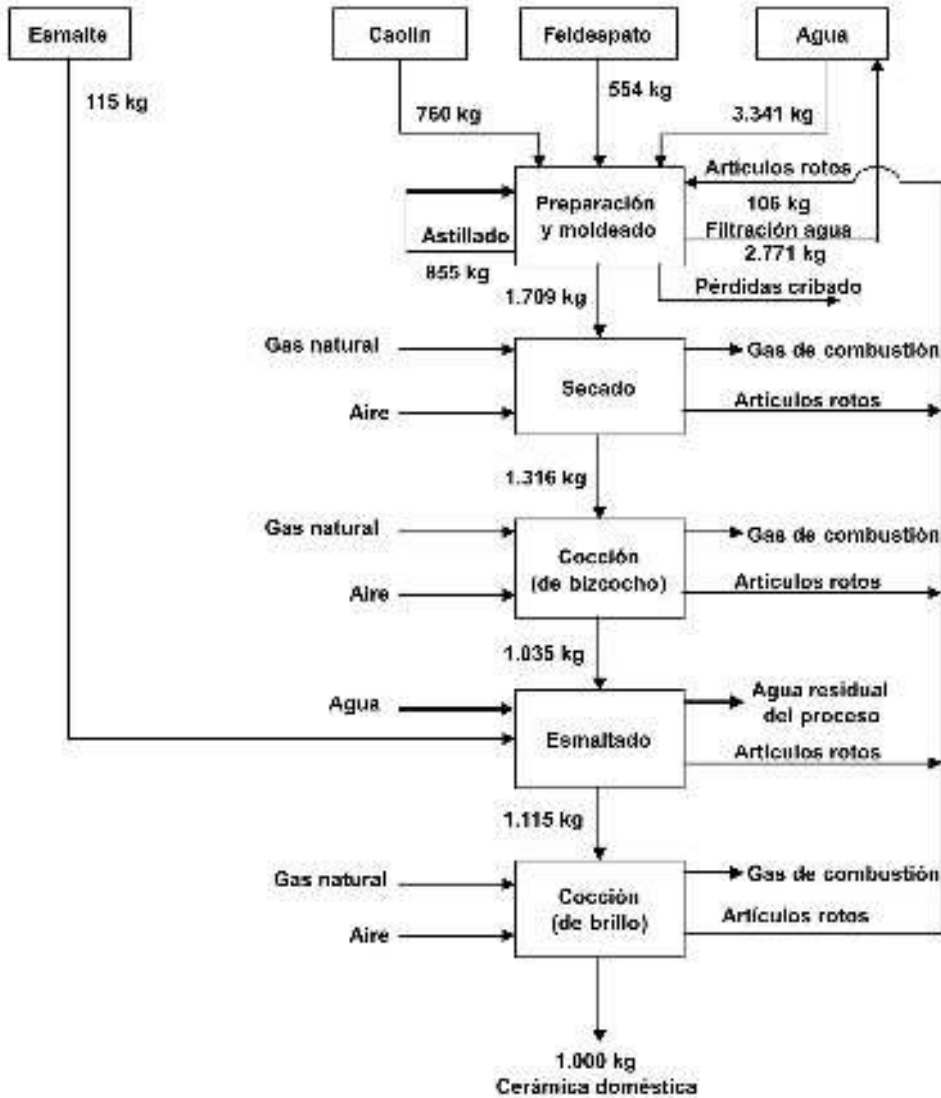 Esmalte
Caolin
Feldespato
Agua
115 kg
760 kg
554 kg
3.341 kg
Artículos rotos
106 kg
Preparación
y moldeado
Astillado
855 kg
Filtración agua
2.771 kg
Pérdidas cribado
1.709 kg
Gas natural
Gas de combustión
Secado
Aire
Artículos rotos
1.316 kg
Gas natural
Gas de combustión
Cocción
(de bizcocho)
Aire
Artículos rotos
1.035 kg
Agua
Agua residual
del proceso
Esmaltado
Artículos rotos
1.115 kg
Gas natural
Gas de combustión
Cocción
(de brillo)
Aire
Artículos rotos
1.000 kg
Cerámica doméstica